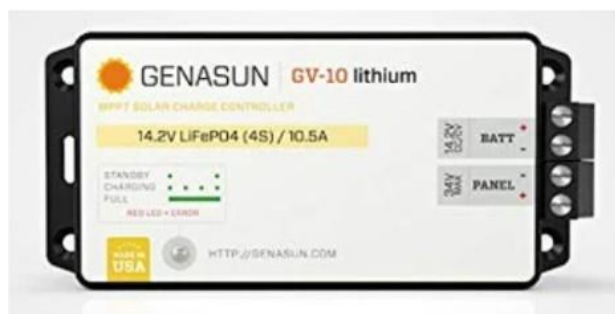 GENASUN GV-10 lithium
MPPT SOLAR CHARGE CONTROLLER
14.2V LiFePO4 (4S) / 10.5A
STANDBY
CHARGING
FULL
RED LED = ERROR
MADE IN
USA
HTTP://GENASUN.COM
14.2V
BATT
+
-
34V
MAX
PANEL
-
+